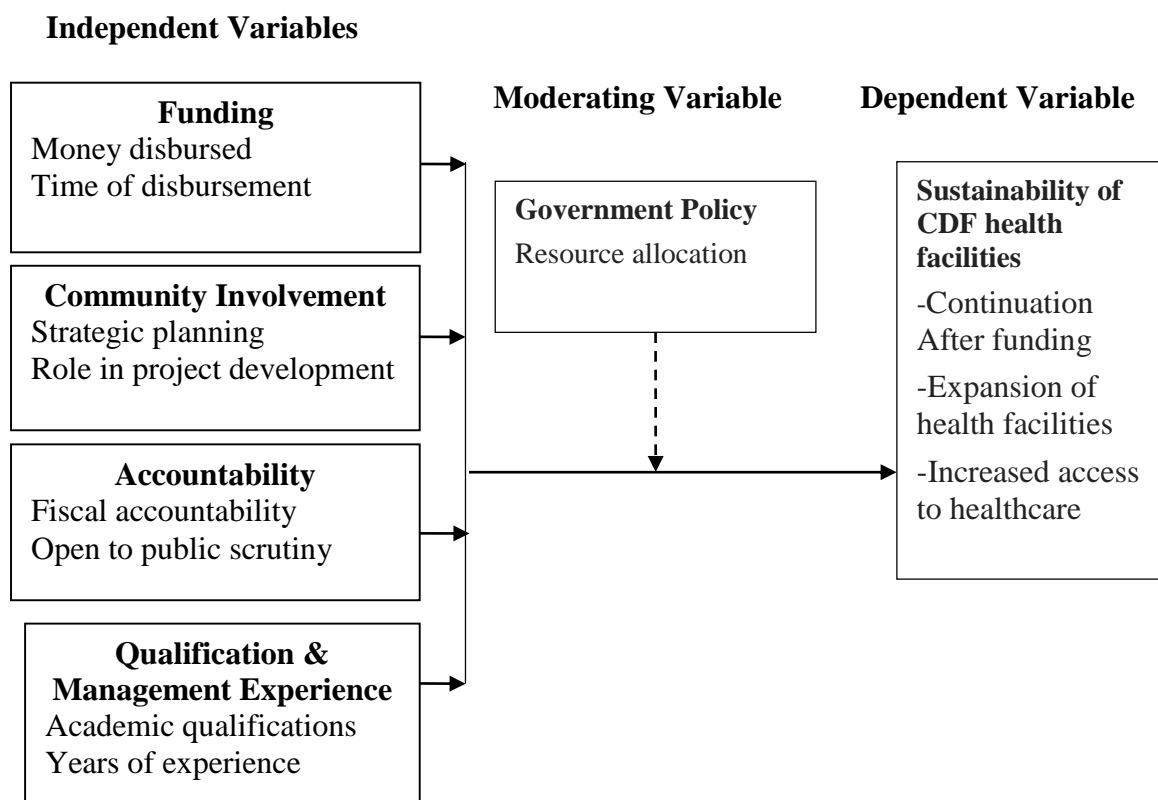 Independent Variables
Funding
Money disbursed
Time of disbursement
Community Involvement
Strategic planning
Role in project development
Accountability
Fiscal accountability
Open to public scrutiny
Qualification &
Management Experience
Academic qualifications
Years of experience
Moderating Variable
Government Policy
Resource allocation
Dependent Variable
Sustainability of
CDF health
facilities
-Continuation
After funding
-Expansion of
health facilities
-Increased access
to healthcare